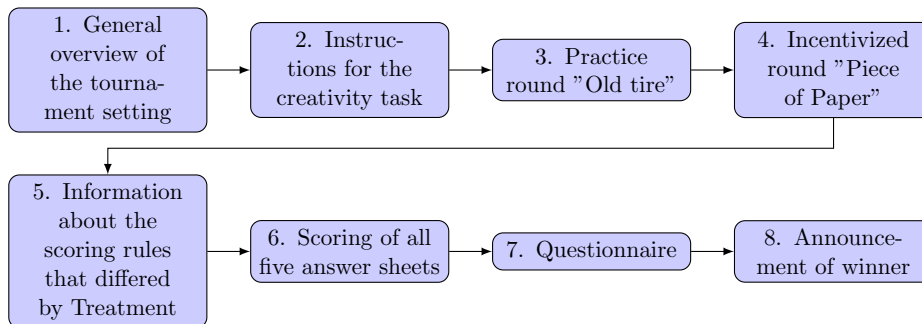 1. General
overview of
the tourna-
ment setting
2. Instruc-
tions for the
creativity task
3. Practice
round ”Old tire”
4. Incentivized
round ”Piece
of Paper”
5. Information
about the
scoring rules
that differed
by Treatment
6. Scoring of all
five answer sheets
7. Questionnaire
8. Announce-
ment of winner